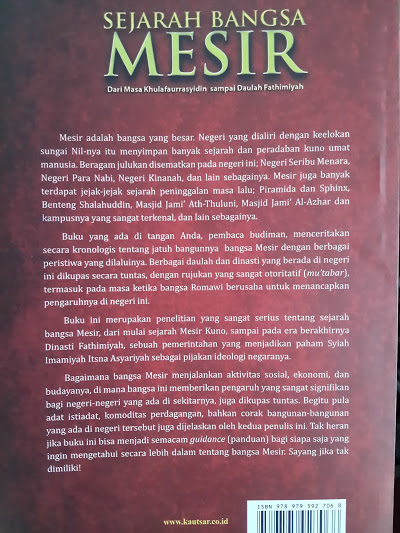 SEJARAH BANGSA
MESIR
Dari Masa Khulafaurrasyidin sampai Daulah Fathimiyah
Mesir adalah bangsa yang besar. Negeri yang dialiri dengan keelokan
sungai Nil-nya itu menyimpan banyak sejarah dan peradaban kuno umat
manusia. Beragam julukan disematkan pada negeri ini; Negeri Seribu Menara,
Negeri Para Nabi, Negeri Kinanah, dan lain sebagainya. Mesir juga banyak
terdapat jejak-jejak sejarah peninggalan masa lalu; Piramida dan Sphinx,
Benteng Shalahuddin, Masjid Jami' Ath-Thuluni, Masjid Jami' Al-Azhar dan
kampusnya yang sangat terkenal, dan lain sebagainya.
Buku yang ada di tangan Anda, pembaca budiman, menceritakan
secara kronologis tentang jatuh bangunnya bangsa Mesir dengan berbagai
peristiwa yang dilaluinya. Berbagai daulah dan dinasti yang berada di negeri
ini dikupas secara tuntas, dengan rujukan yang sangat otoritatif (mu'tabar),
termasuk pada masa ketika bangsa Romawi berusaha untuk menancapkan
pengaruhnya di negeri ini.
Buku ini merupakan penelitian yang sangat serius tentang sejarah
bangsa Mesir, dari mulai sejarah Mesir Kuno, sampai pada era berakhirnya
Dinasti Fathimiyah, sebuah pemerintahan yang menjadikan paham Syiah
Imamiyah Itsna Asyariyah sebagai pijakan ideologi negaranya.
Bagaimana bangsa Mesir menjalankan aktivitas sosial, ekonomi, dan
budayanya, di mana bangsa ini memberikan pengaruh yang sangat signifikan
bagi negeri-negeri yang ada di sekitarnya, juga dikupas tuntas. Begitu pula
adat istiadat, komoditas perdagangan, bahkan corak bangunan-bangunan
yang ada di negeri tersebut juga dijelaskan oleh kedua penulis ini. Tak heran
jika buku ini bisa menjadi semacam guidance (panduan) bagi siapa saja yang
ingin mengetahui secara lebih dalam tentang bangsa Mesir. Sayang jika tak
dimiliki!
ISBN 978 979 592 706 8
www.kautsar.co.id